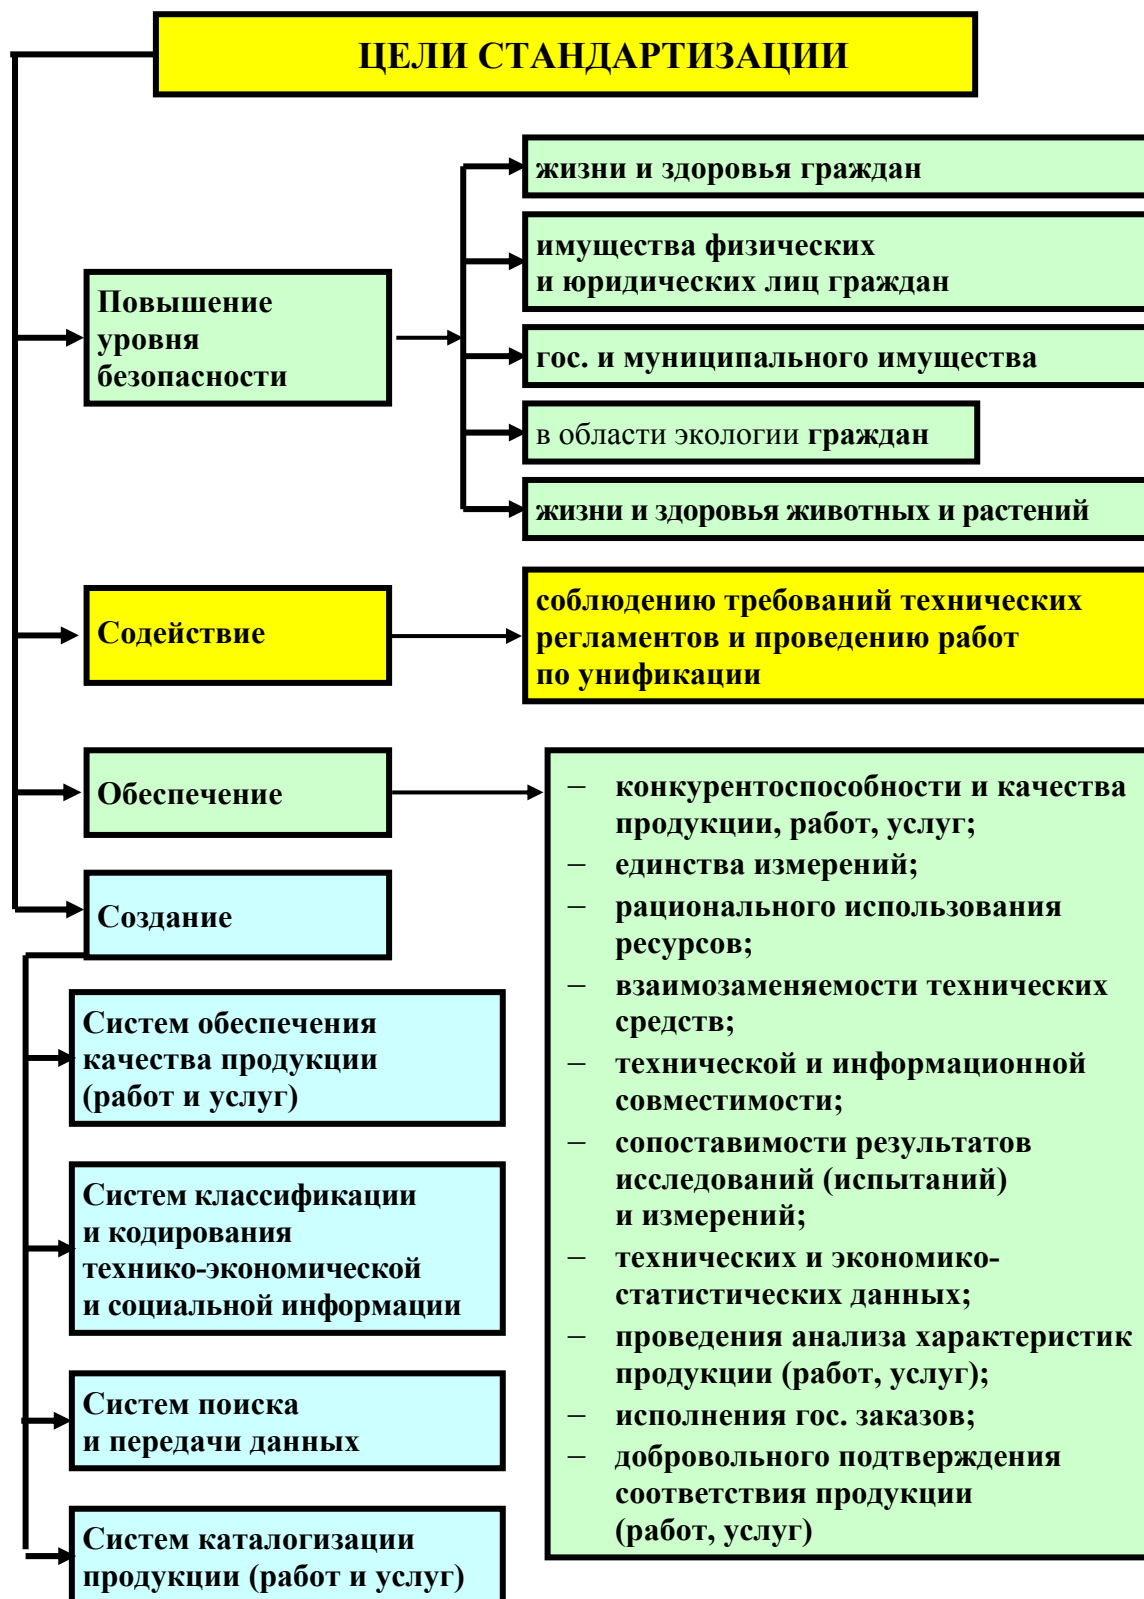 ЦЕЛИ СТАНДАРТИЗАЦИИ
Повышение
уровня
безопасности
жизни и здоровья граждан
имущества физических
и юридических лиц граждан
гос. и муниципального имущества
в области экологии граждан
жизни и здоровья животных и растений
Содействие
соблюдению требований технических
регламентов и проведению работ
по унификации
Обеспечение
– конкурентоспособности и качества
продукции, работ, услуг;
– единства измерений;
– рационального использования
ресурсов;
– взаимозаменяемости технических
средств;
– технической и информационной
совместимости;
– сопоставимости результатов
исследований (испытаний)
и измерений;
– технических и экономико-
статистических данных;
– проведения анализа характеристик
продукции (работ, услуг);
– исполнения гос. заказов;
– добровольного подтверждения
соответствия продукции
(работ, услуг)
Создание
Систем обеспечения
качества продукции
(работ и услуг)
Систем классификации
и кодирования
технико-экономической
и социальной информации
Систем поиска
и передачи данных
Систем каталогизации
продукции (работ и услуг)